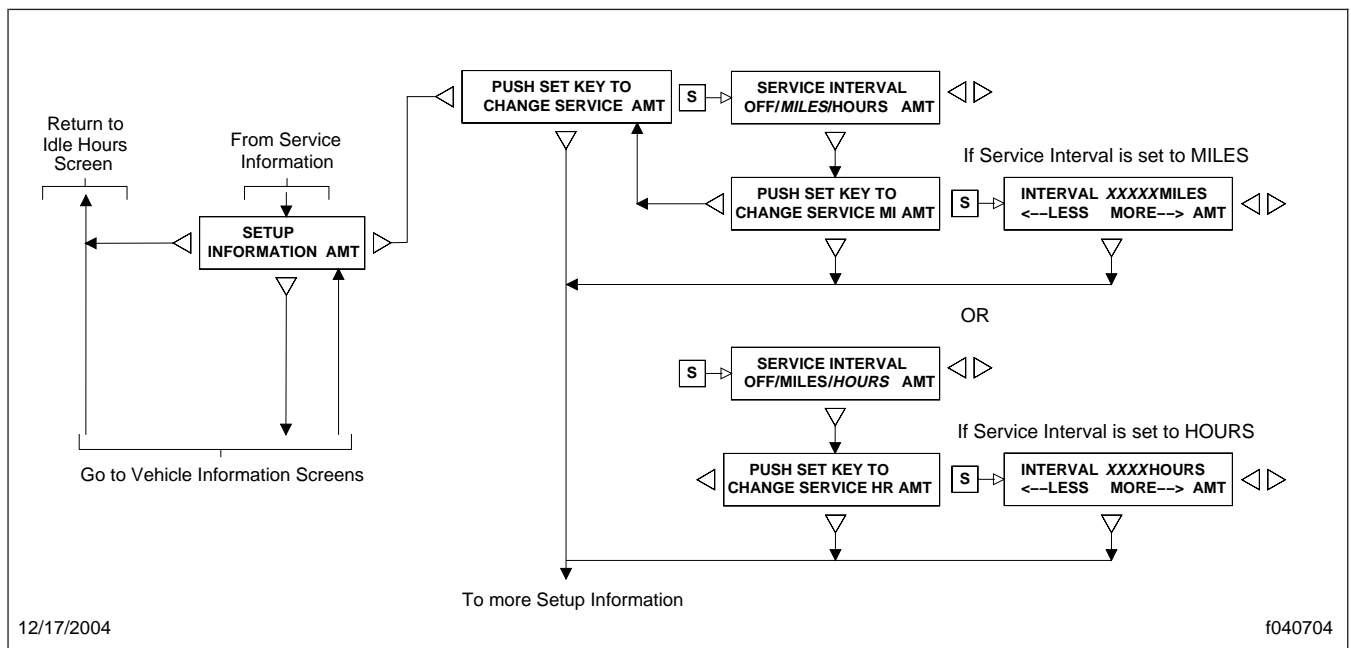 PUSH SET KEY TO
CHANGE SERVICE AMT
S
SERVICE INTERVAL
OFF/MILES/HOURS AMT
Return to
Idle Hours
Screen
From Service
Information
If Service Interval is set to MILES
SETUP
INFORMATION AMT
PUSH SET KEY TO
CHANGE SERVICE MI AMT
S
INTERVAL XXXXXMILES
<--LESS MORE--> AMT
OR
S
SERVICE INTERVAL
OFF/MILES/HOURS AMT
If Service Interval is set to HOURS
Go to Vehicle Information Screens
PUSH SET KEY TO
CHANGE SERVICE HR AMT
S
INTERVAL XXXXHOURS
<--LESS MORE--> AMT
To more Setup Information
12/17/2004
f040704